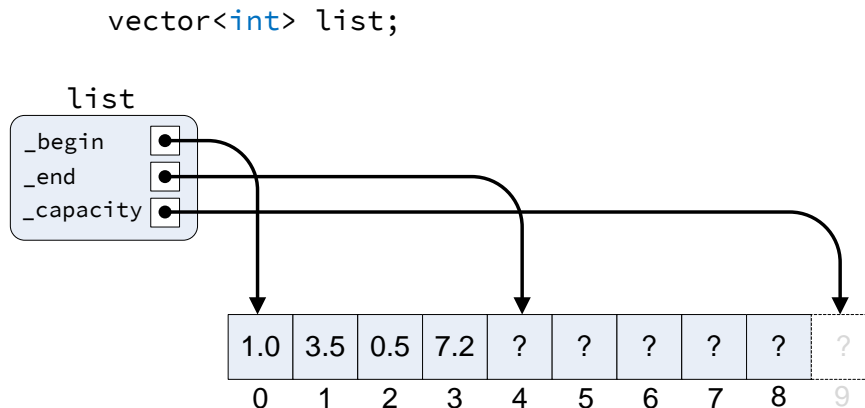 vector<int> list;
list
_begin
_end
_capacity
1.0 3.5 0.5 7.2 ? ? ? ? ? ?
0 1 2 3 4 5 6 7 8 9